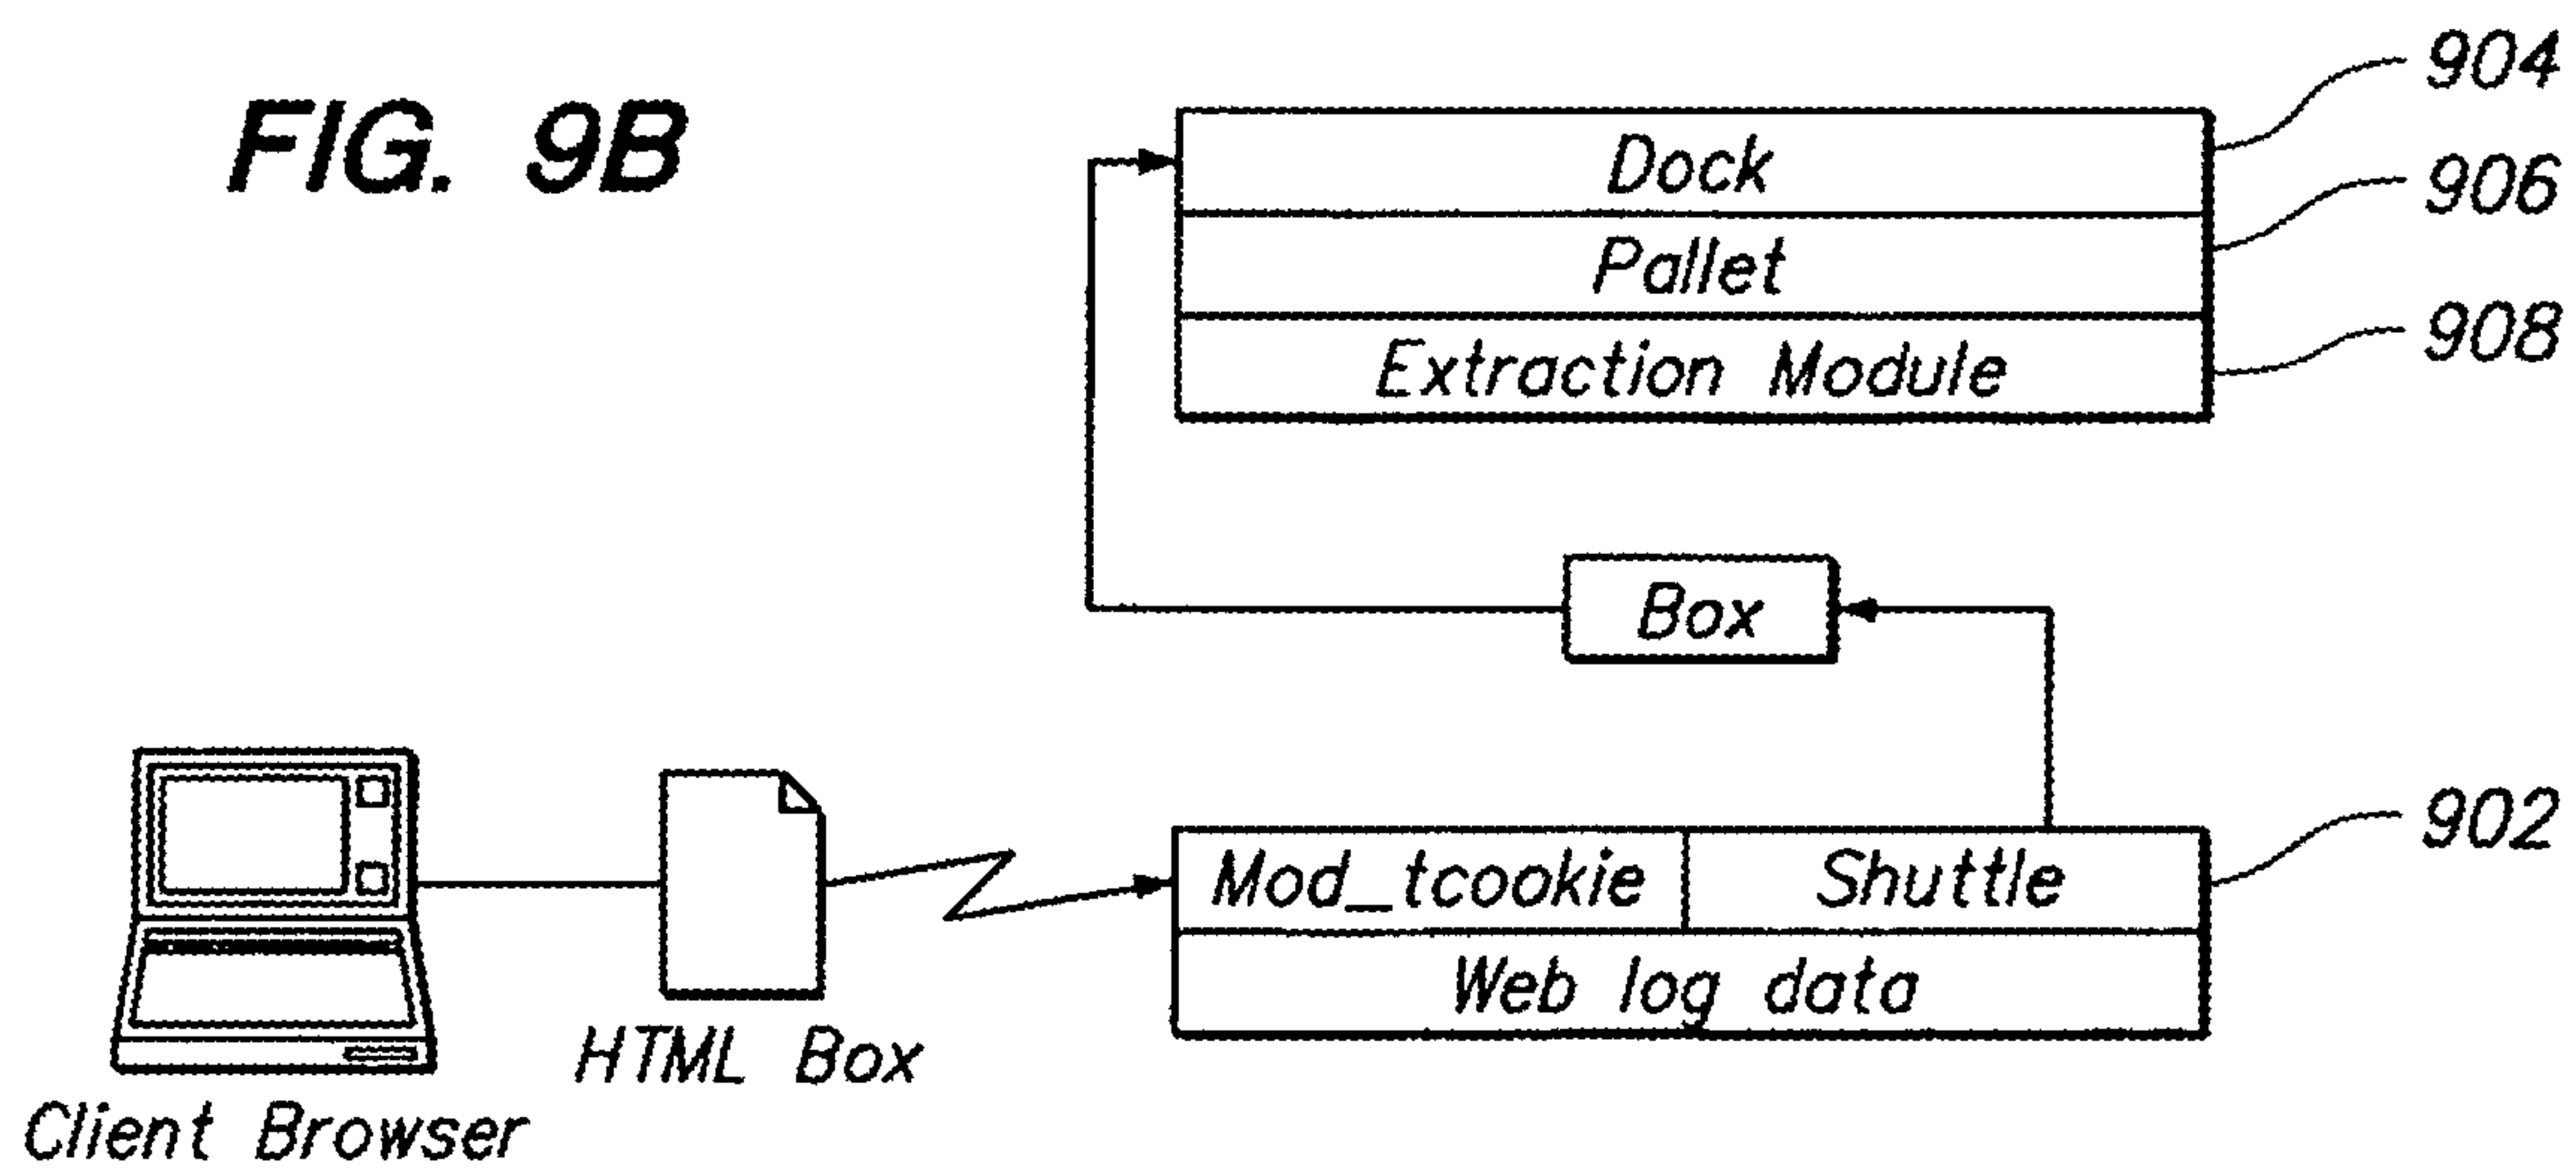 FIG. 9B
904
Dock
906
Pallet
908
Extraction Module
Box
902
Mod_tcookie Shuttle
Web log data
HTML Box
Client Browser